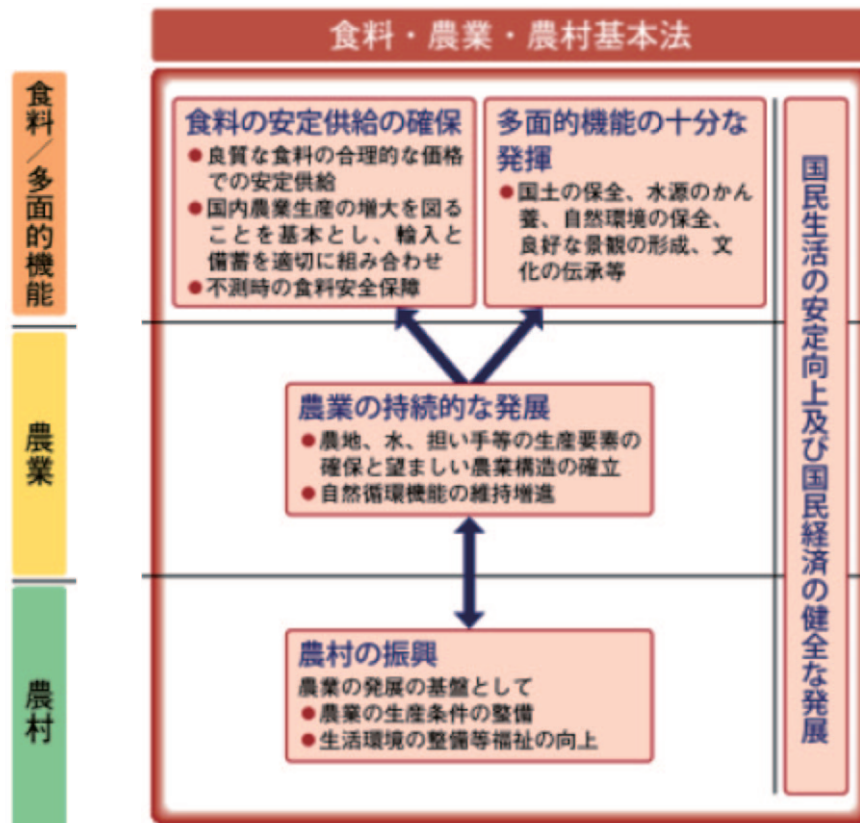 食料・農業・農村基本法
食料／多面的機能
食料の安定供給の確保
●良質な食料の合理的な価格
での安定供給
●国内農業生産の増大を図る
ことを基本とし、輸入と
備蓄を適切に組み合わせ
●不測時の食料安全保障
多面的機能の十分な
発揮
●国土の保全、水源のかん
養、自然環境の保全、
良好な景観の形成、文
化の伝承等
国民生活の安定向上及び国民経済の健全な発展
農業
農業の持続的な発展
●農地、水、担い手等の生産要素の
確保と望ましい農業構造の確立
●自然循環機能の維持増進
農村
農村の振興
農業の発展の基盤として
●農業の生産条件の整備
●生活環境の整備等福祉の向上